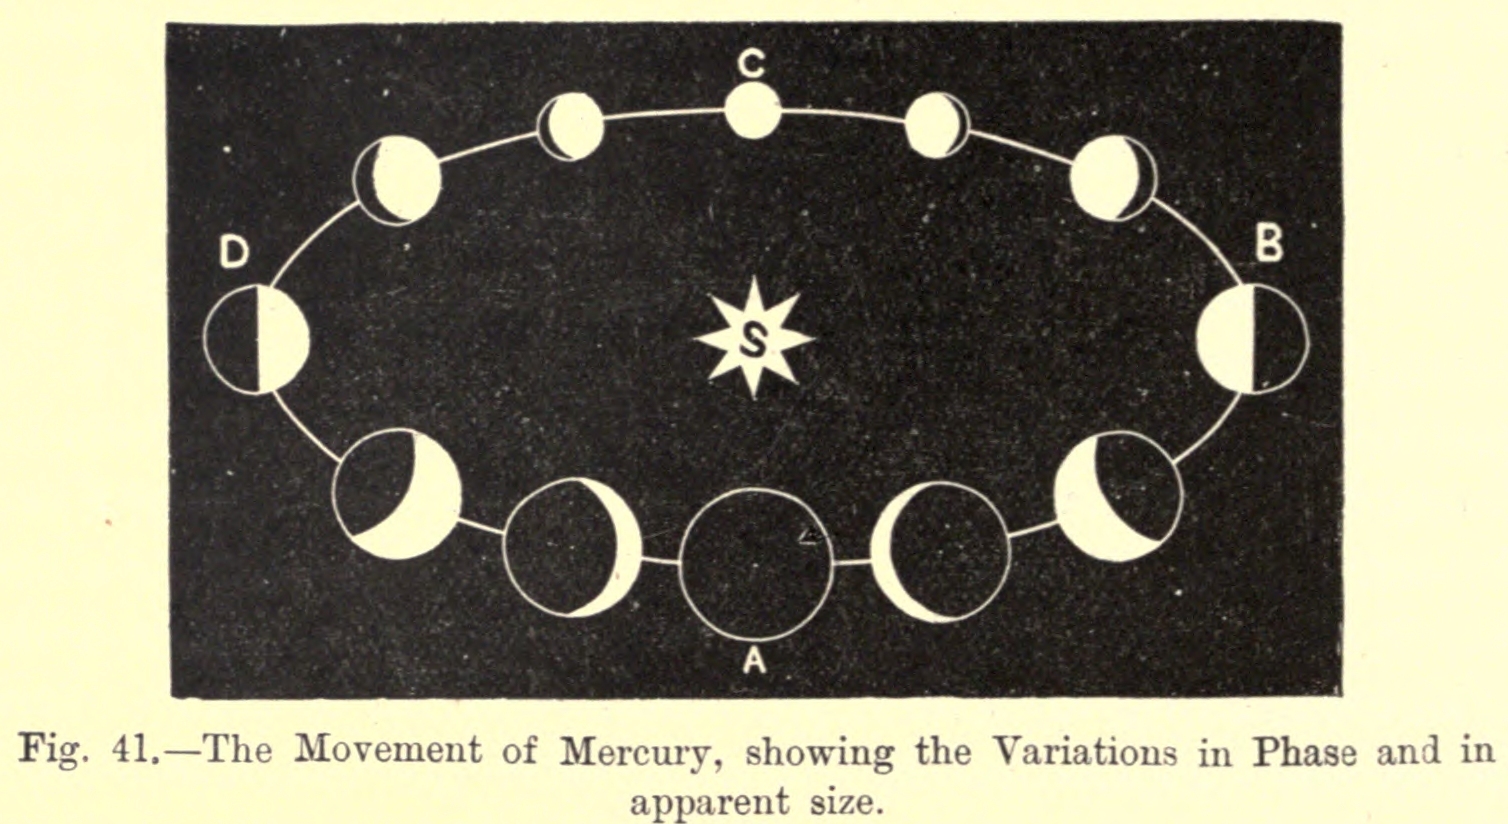 C
D
B
S
A
Fig. 41.—The Movement of Mercury, showing the Variations in Phase and in
apparent size.